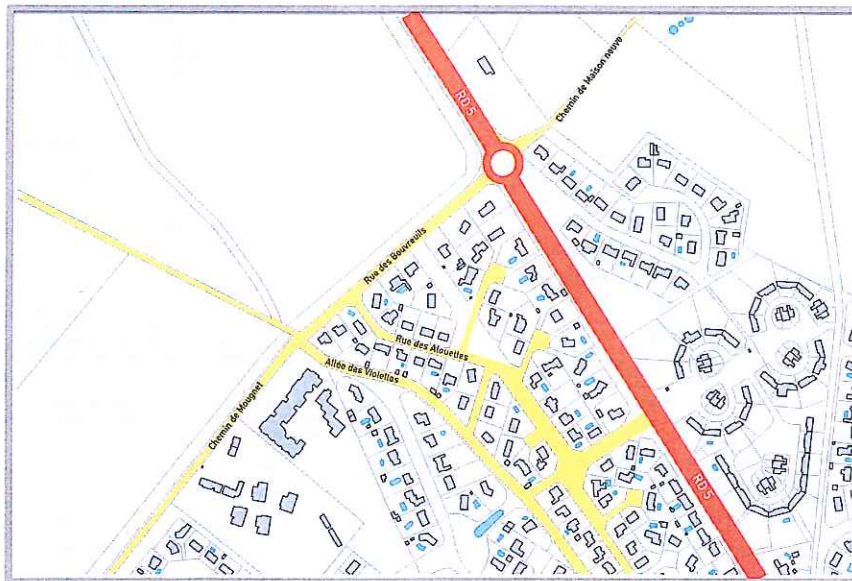 RD 5
Chemin de Maison neuve
Rue des Bouvreuils
Rue des Alouettes
Allée des Violettes
Chemin de Mougnet
RD 5